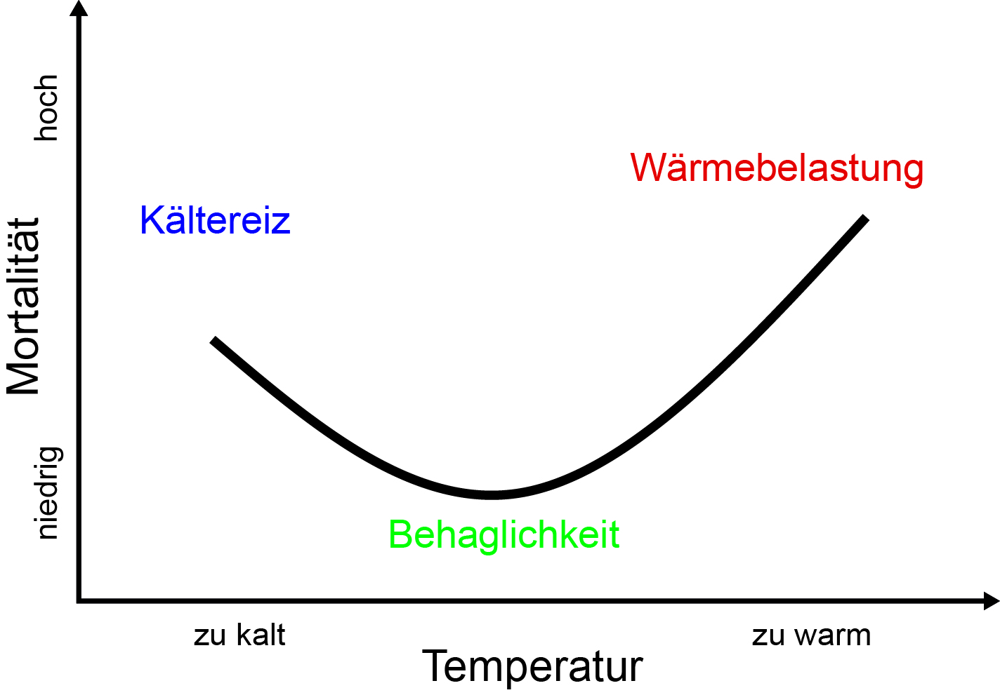 hoch
Wärmebelastung
Kältereiz
Mortalität
niedrig
Behaglichkeit
zu kalt
zu warm
Temperatur